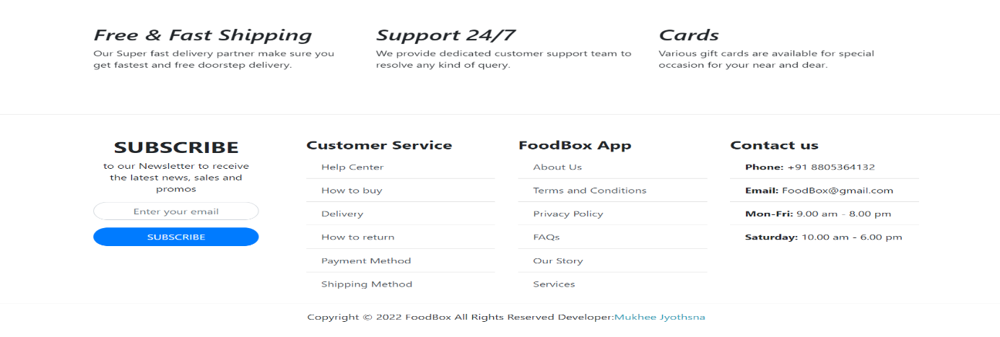 Free & Fast Shipping
Our Super fast delivery partner make sure you
get fastest and free doorstep delivery.
Support 24/7
We provide dedicated customer support team to
resolve any kind of query.
Cards
Various gift cards are available for special
occasion for your near and dear.
SUBSCRIBE
to our Newsletter to receive
the latest news, sales and
promos
Enter your email
SUBSCRIBE
Customer Service
Help Center
How to buy
Delivery
How to return
Payment Method
Shipping Method
FoodBox App
About Us
Terms and Conditions
Privacy Policy
FAQs
Our Story
Services
Contact us
Phone: +91 8805364132
Email: FoodBox@gmail.com
Mon-Fri: 9.00 am - 8.00 pm
Saturday: 10.00 am - 6.00 pm
Copyright © 2022 FoodBox All Rights Reserved Developer:Mukhee Jyothsna